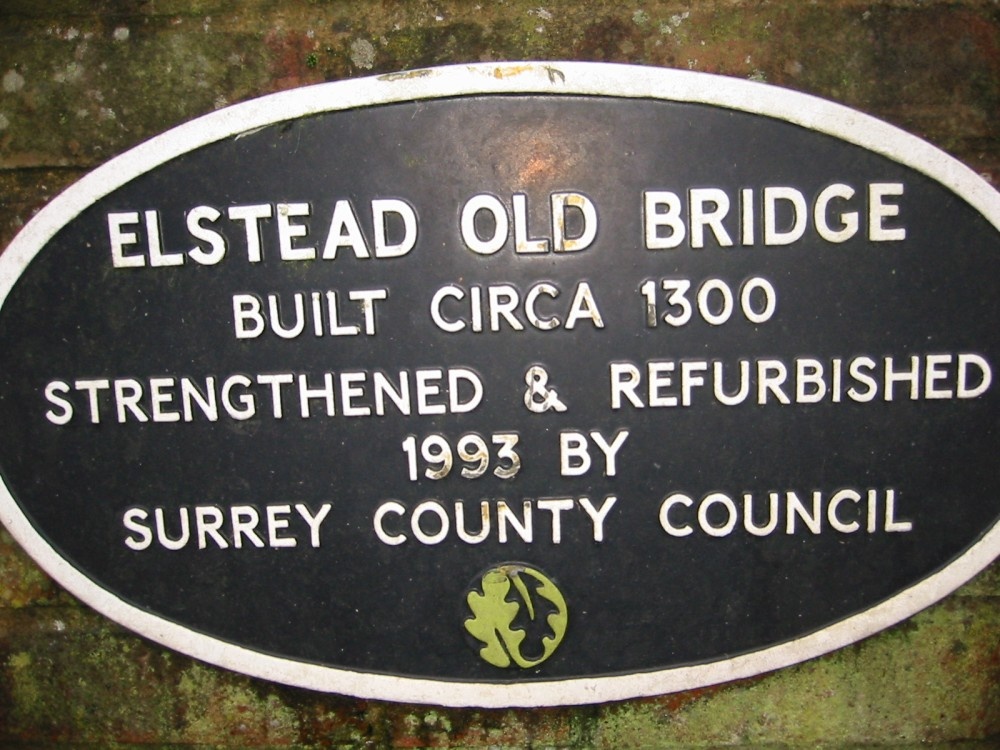 ELSTEAD OLD BRIDGE
BUILT CIRCA 1300
STRENGTHENED & REFURBISHED
1993 BY
SURREY COUNTY COUNCIL